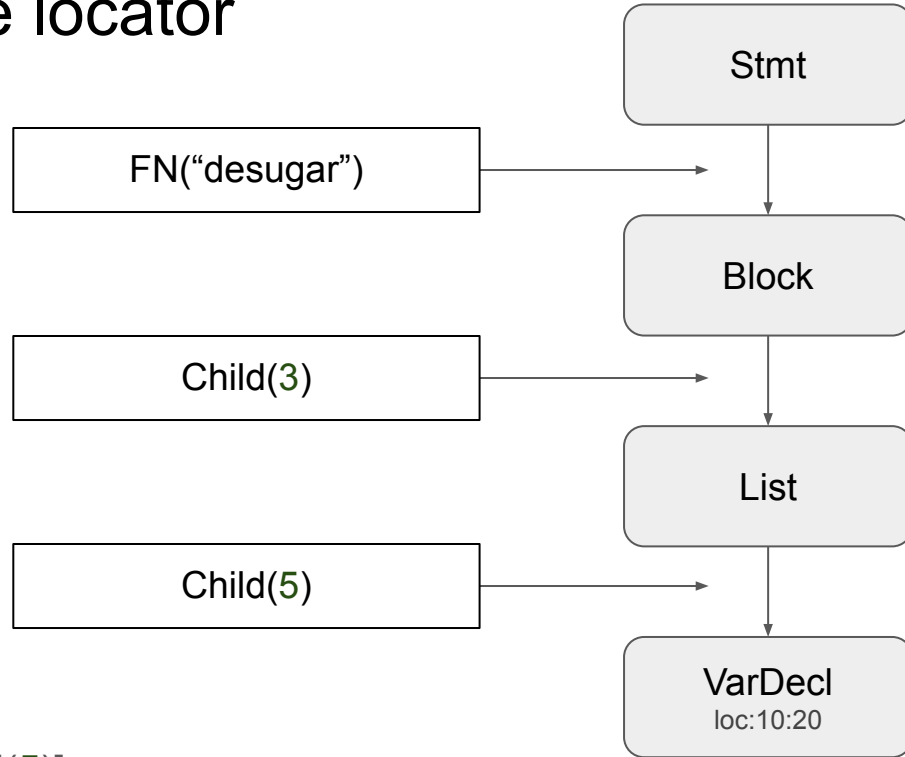 e locator
Stmt
FN(“desugar”)
Block
Child(3)
List
Child(5)
VarDecl
loc:10:20